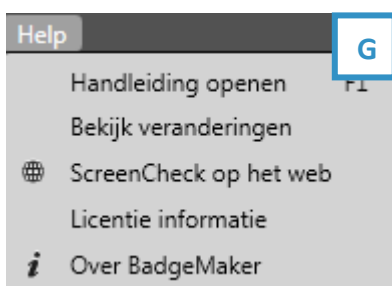 Help
G
Handleiding openen F1
Bekijk veranderingen
ScreenCheck op het web
Licentie informatie
Over BadgeMaker